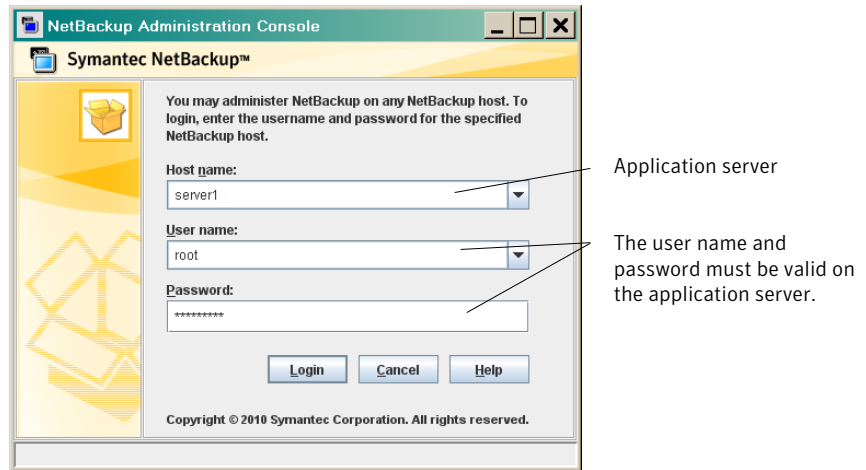 NetBackup Administration Console
Symantec NetBackup™
You may administer NetBackup on any NetBackup host. To
login, enter the username and password for the specified
NetBackup host.
Host name:
server1
Application server
User name:
root
The user name and
password must be valid on
the application server.
Password:
*********
Login
Cancel
Help
Copyright © 2010 Symantec Corporation. All rights reserved.